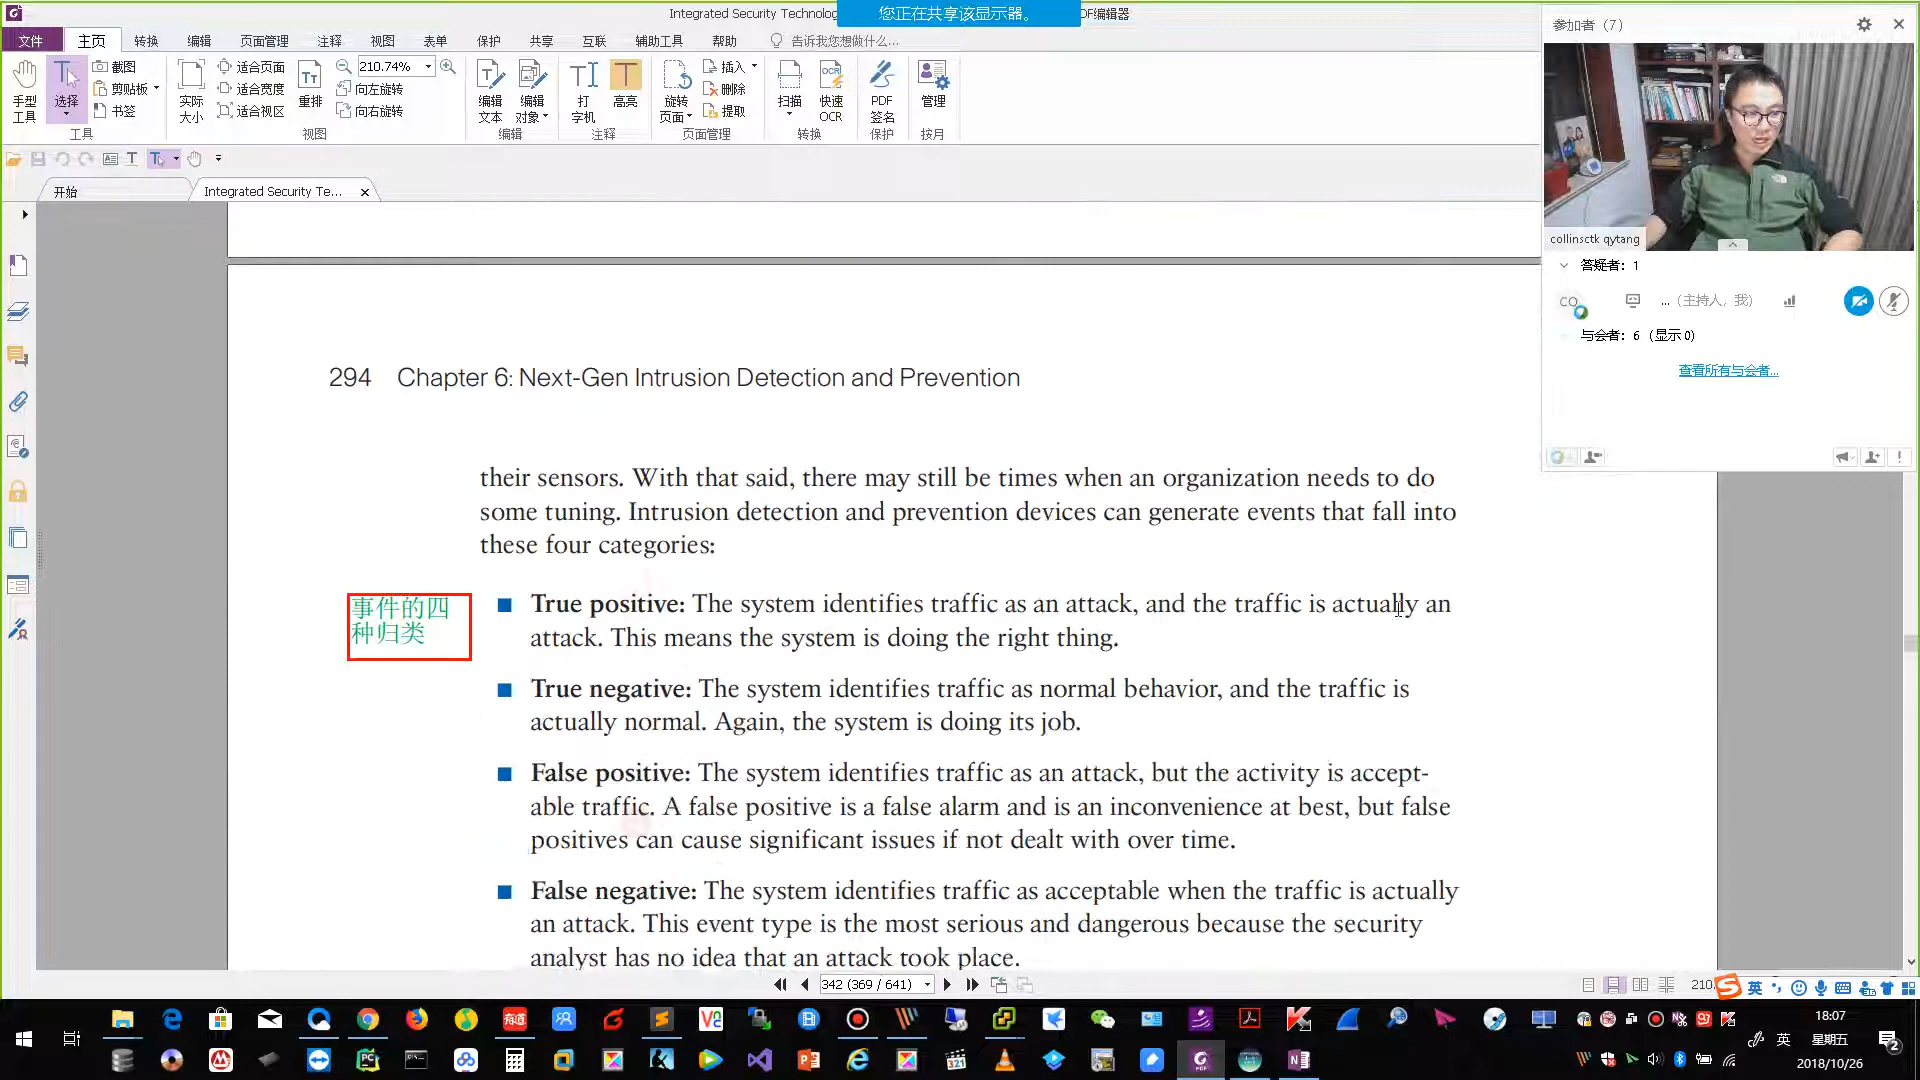 Integrated Security Technolog
您正在共享该显示器。
DF编辑器
文件 主页 转换 编辑 页面管理 注释 视图 表单 保护 共享 互联 辅助工具 帮助 告诉我您想做什么...
手型工具
选择
截图
剪贴板
书签
工具
实际大小
适合页面
适合宽度
适合视区
重排
210.74%
向左旋转
向右旋转
视图
编辑文本
编辑对象
编辑
打字机
高亮
注释
旋转页面
插入
删除
提取
页面管理
扫描
快速OCR
转换
PDF签名
保护
管理
按月
开始
Integrated Security Te...
参加者 (7)
collinsctk qytang
答疑者: 1
CQ ... (主持人, 我)
与会者: 6 (显示 0)
查看所有与会者...
294 Chapter 6: Next-Gen Intrusion Detection and Prevention
their sensors. With that said, there may still be times when an organization needs to do
some tuning. Intrusion detection and prevention devices can generate events that fall into
these four categories:
事件的四
种归类
True positive: The system identifies traffic as an attack, and the traffic is actually an
attack. This means the system is doing the right thing.
True negative: The system identifies traffic as normal behavior, and the traffic is
actually normal. Again, the system is doing its job.
False positive: The system identifies traffic as an attack, but the activity is accept-
able traffic. A false positive is a false alarm and is an inconvenience at best, but false
positives can cause significant issues if not dealt with over time.
False negative: The system identifies traffic as acceptable when the traffic is actually
an attack. This event type is the most serious and dangerous because the security
analyst has no idea that an attack took place.
342 (369 / 641)
210.
英
18:07
英 星期五
2018/10/26
2